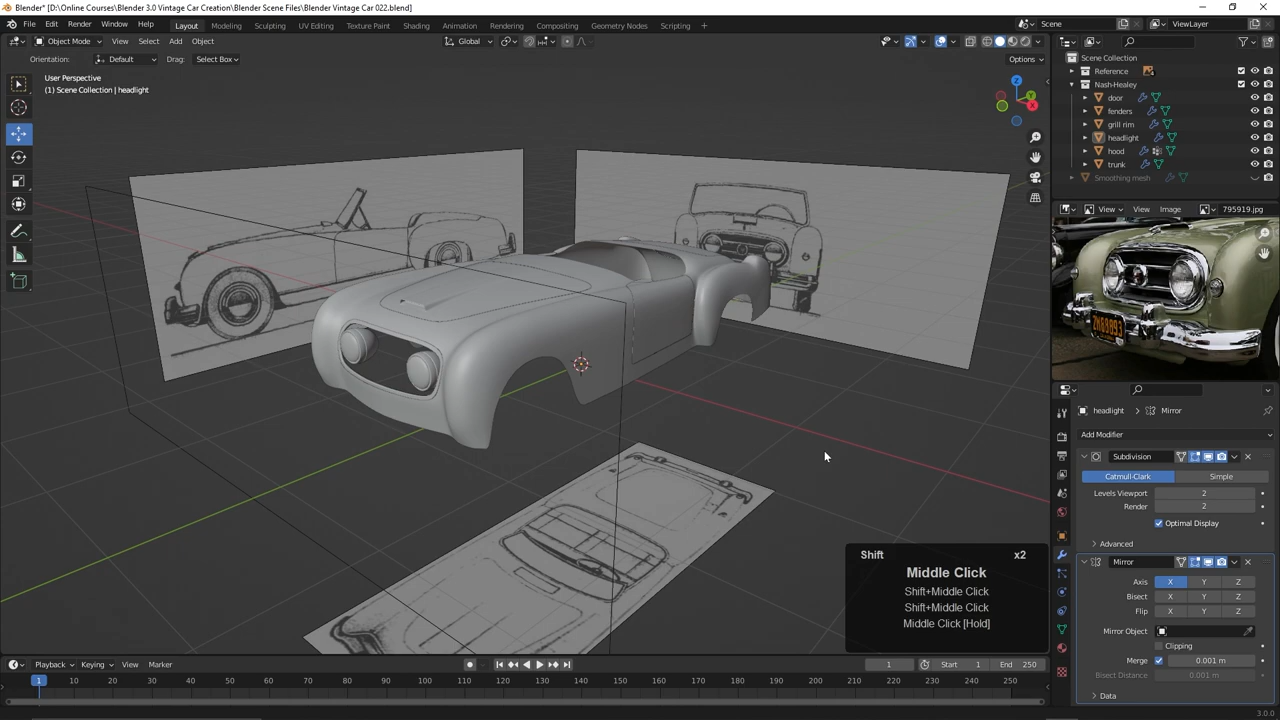 Blender* [D:\Online Courses\Blender 3.0 Vintage Car Creation\Blender Scene Files\Blender Vintage Car 022.blend]
File Edit Render Window Help Layout Modeling Sculpting UV Editing Texture Paint Shading Animation Rendering Compositing Geometry Nodes Scripting + Scene ViewLayer
Object Mode View Select Add Object Global
Orientation: Default Drag: Select Box Options
User Perspective
(1) Scene Collection | headlight
Z
Y
X
Shift x2
Middle Click
Shift+Middle Click
Shift+Middle Click
Middle Click [Hold]
Scene Collection
Reference
Nash-Healey
door
fenders
grill rim
headlight
hood
trunk
Smoothing mesh
View View Image 795919.jpg
headlight > Mirror
Add Modifier
Subdivision
Catmull-Clark Simple
Levels Viewport 2
Render 2
Optimal Display
Advanced
Mirror
Axis X Y Z
Bisect X Y Z
Flip X Y Z
Mirror Object
Clipping
Merge 0.001 m
Bisect Distance 0.001 m
Data
Playback Keying View Marker 1 Start 1 End 250
1 10 20 30 40 50 60 70 80 90 100 110 120 130 140 150 160 170 180 190 200 210 220 230 240 250
3.0.0